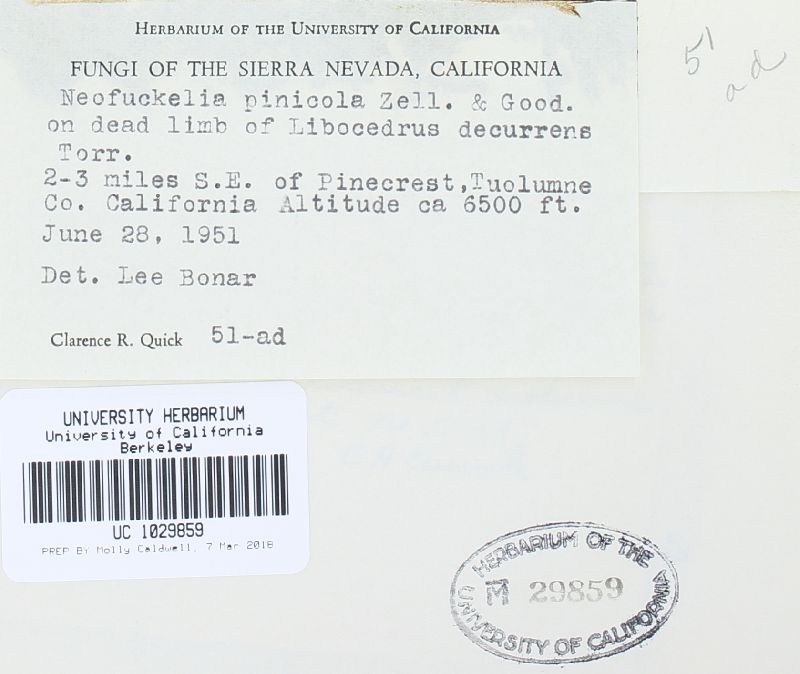 HERBARIUM OF THE UNIVERSITY OF CALIFORNIA
FUNGI OF THE SIERRA NEVADA, CALIFORNIA
Neofuckelia pinicola Zell. & Good.
on dead limb of Libocedrus decurrens
Torr.
2-3 miles S.E. of Pinecrest,Tuolumne
Co. California Altitude ca 6500 ft.
June 28, 1951
Det. Lee Bonar
Clarence R. Quick 51-ad
51
ad
UNIVERSITY HERBARIUM
University of California
Berkeley
UC 1029859
PREP BY Molly Caldwell, 7 Mar 2018
HERBARIUM OF THE
M 29859
UNIVERSITY OF CALIFORNIA